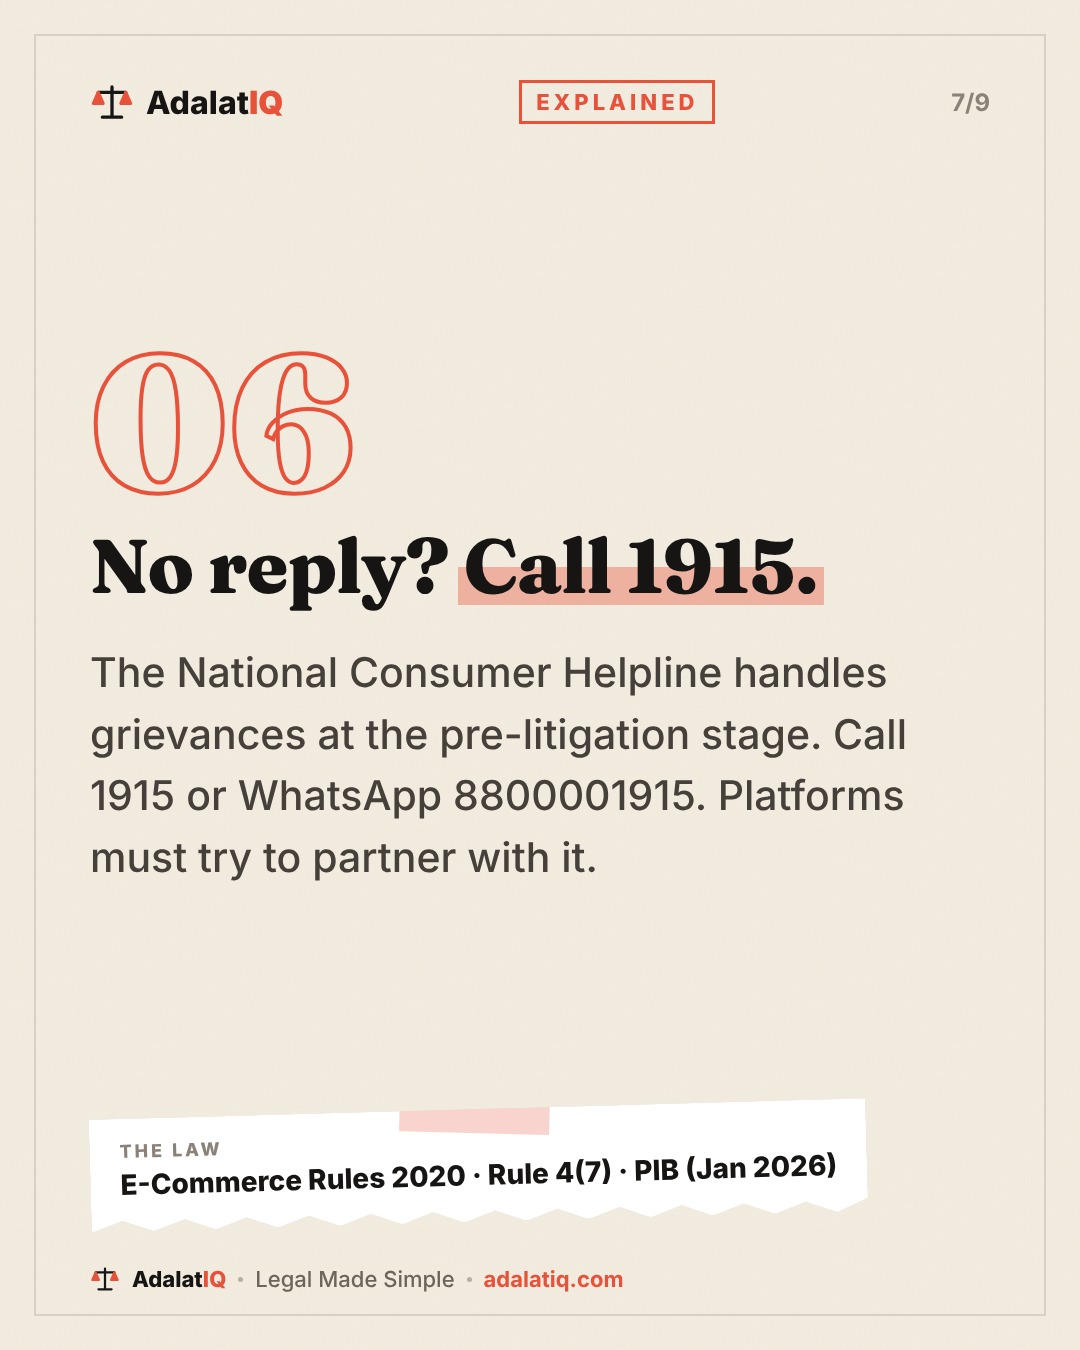 AdalatIQ
EXPLAINED
7/9
06
No reply? Call 1915.
The National Consumer Helpline handles
grievances at the pre-litigation stage. Call
1915 or WhatsApp 8800001915. Platforms
must try to partner with it.
THE LAW
E-Commerce Rules 2020 · Rule 4(7) · PIB (Jan 2026)
AdalatIQ • Legal Made Simple • adalatiq.com